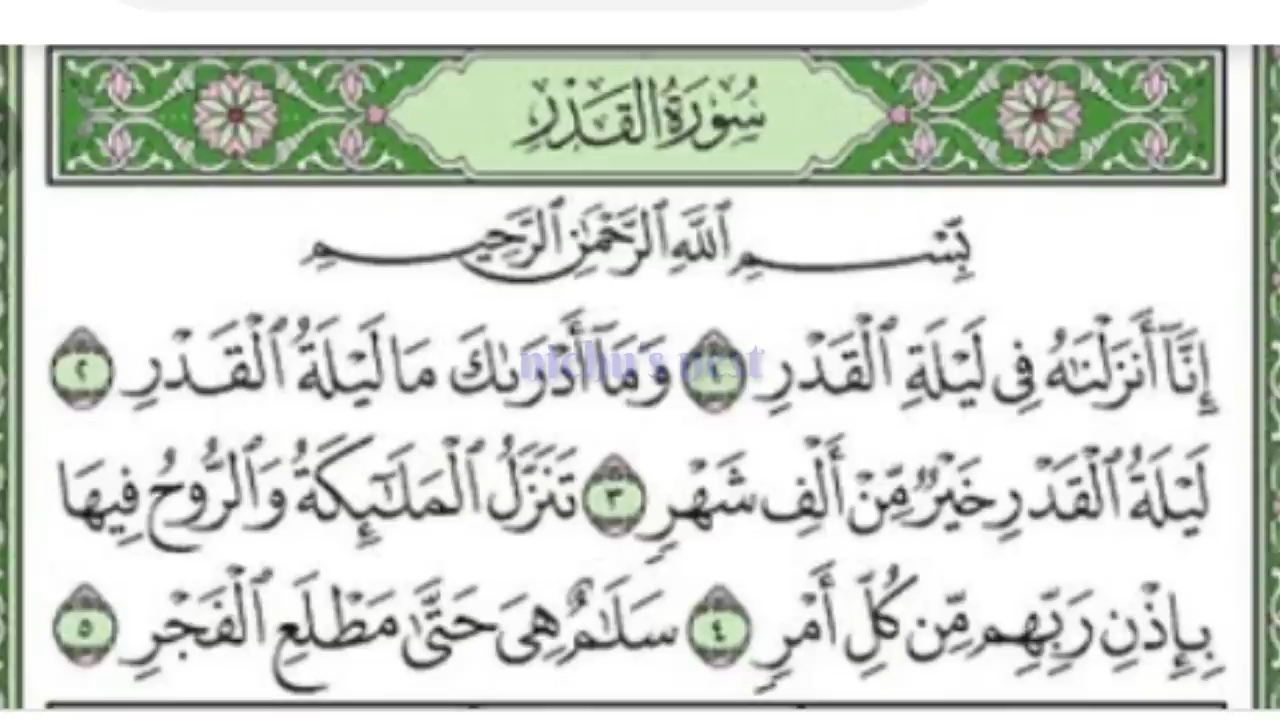 سُورَةُ القَدْرِ
بِسْمِ ٱللَّهِ ٱلرَّحْمَٰنِ ٱلرَّحِيمِ
إِنَّآ أَنزَلْنَٰهُ فِى لَيْلَةِ ٱلْقَدْرِ ١ وَمَآ أَدْرَىٰكَ مَا لَيْلَةُ ٱلْقَدْرِ ٢
لَيْلَةُ ٱلْقَدْرِ خَيْرٌ مِّنْ أَلْفِ شَهْرٍ ٣ تَنَزَّلُ ٱلْمَلَٰٓئِكَةُ وَٱلرُّوحُ فِيهَا
بِإِذْنِ رَبِّهِم مِّن كُلِّ أَمْرٍ ٤ سَلَٰمٌ هِىَ حَتَّىٰ مَطْلَعِ ٱلْفَجْرِ ٥